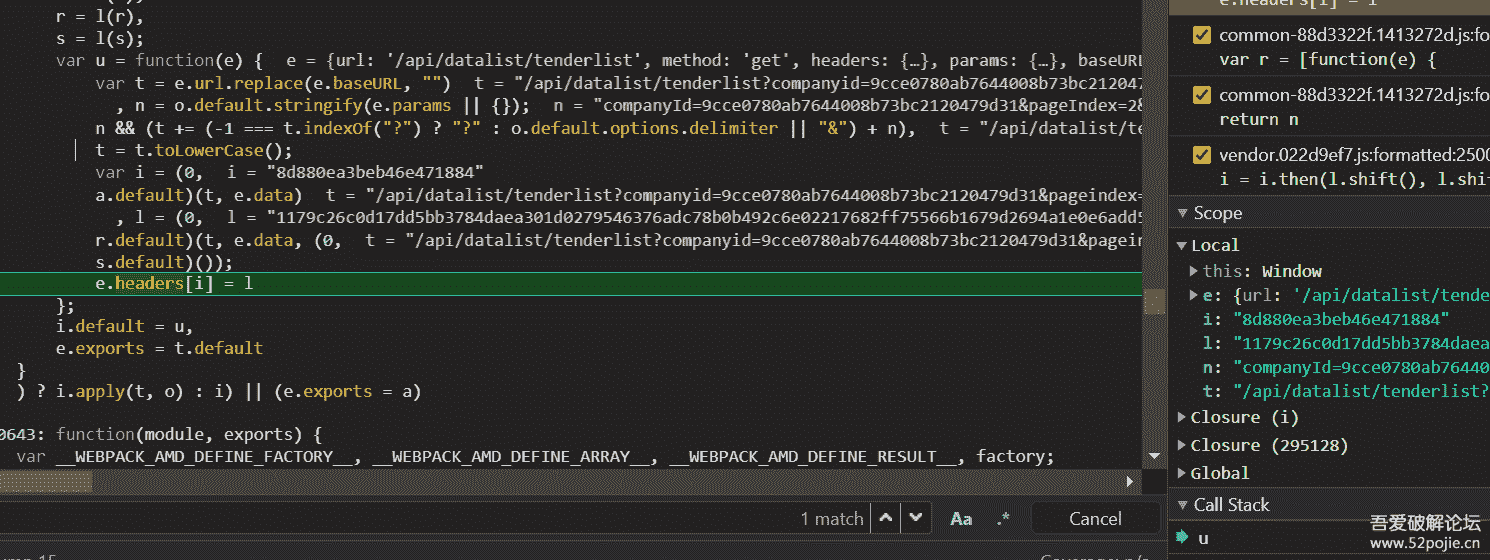 r = l(r),
s = l(s);
var u = function(e) {  e = {url: '/api/datalist/tenderlist', method: 'get', headers: {…}, params: {…}, baseURL
var t = e.url.replace(e.baseURL, "")  t = "/api/datalist/tenderlist?companyid=9cce0780ab7644008b73bc2120479
, n = o.default.stringify(e.params || {});  n = "companyId=9cce0780ab7644008b73bc2120479d31&pageIndex=2&
n && (t += (-1 === t.indexOf("?") ? "?" : o.default.options.delimiter || "&") + n),  t = "/api/datalist/te
t = t.toLowerCase();
var i = (0,  i = "8d880ea3beb46e471884"
a.default)(t, e.data)  t = "/api/datalist/tenderlist?companyid=9cce0780ab7644008b73bc2120479d31&pageindex=
, l = (0,  l = "1179c26c0d17dd5bb3784daea301d0279546376adc78b0b492c6e02217682ff75566b1679d2694a1e0e6add5
r.default)(t, e.data, (0,  t = "/api/datalist/tenderlist?companyid=9cce0780ab7644008b73bc2120479d31&pagein
s.default)());
e.headers[i] = l
};
i.default = u,
e.exports = t.default
}
) ? i.apply(t, o) : i) || (e.exports = a)
0643: function(module, exports) {
var __WEBPACK_AMD_DEFINE_FACTORY__, __WEBPACK_AMD_DEFINE_ARRAY__, __WEBPACK_AMD_DEFINE_RESULT__, factory;
1 match
Aa
.*
Cancel
e.headers[i] = l
common-88d3322f.1413272d.js:fo
var r = [function(e) {
common-88d3322f.1413272d.js:fo
return n
vendor.022d9ef7.js:formatted:2500
i = i.then(l.shift(), l.shi
Scope
Local
this: Window
e: {url: '/api/datalist/tende
i: "8d880ea3beb46e471884"
l: "1179c26c0d17dd5bb3784daea
n: "companyId=9cce0780ab76440
t: "/api/datalist/tenderlist?
Closure (i)
Closure (295128)
Global
Call Stack
u
吾爱破解论坛
www.52pojie.cn